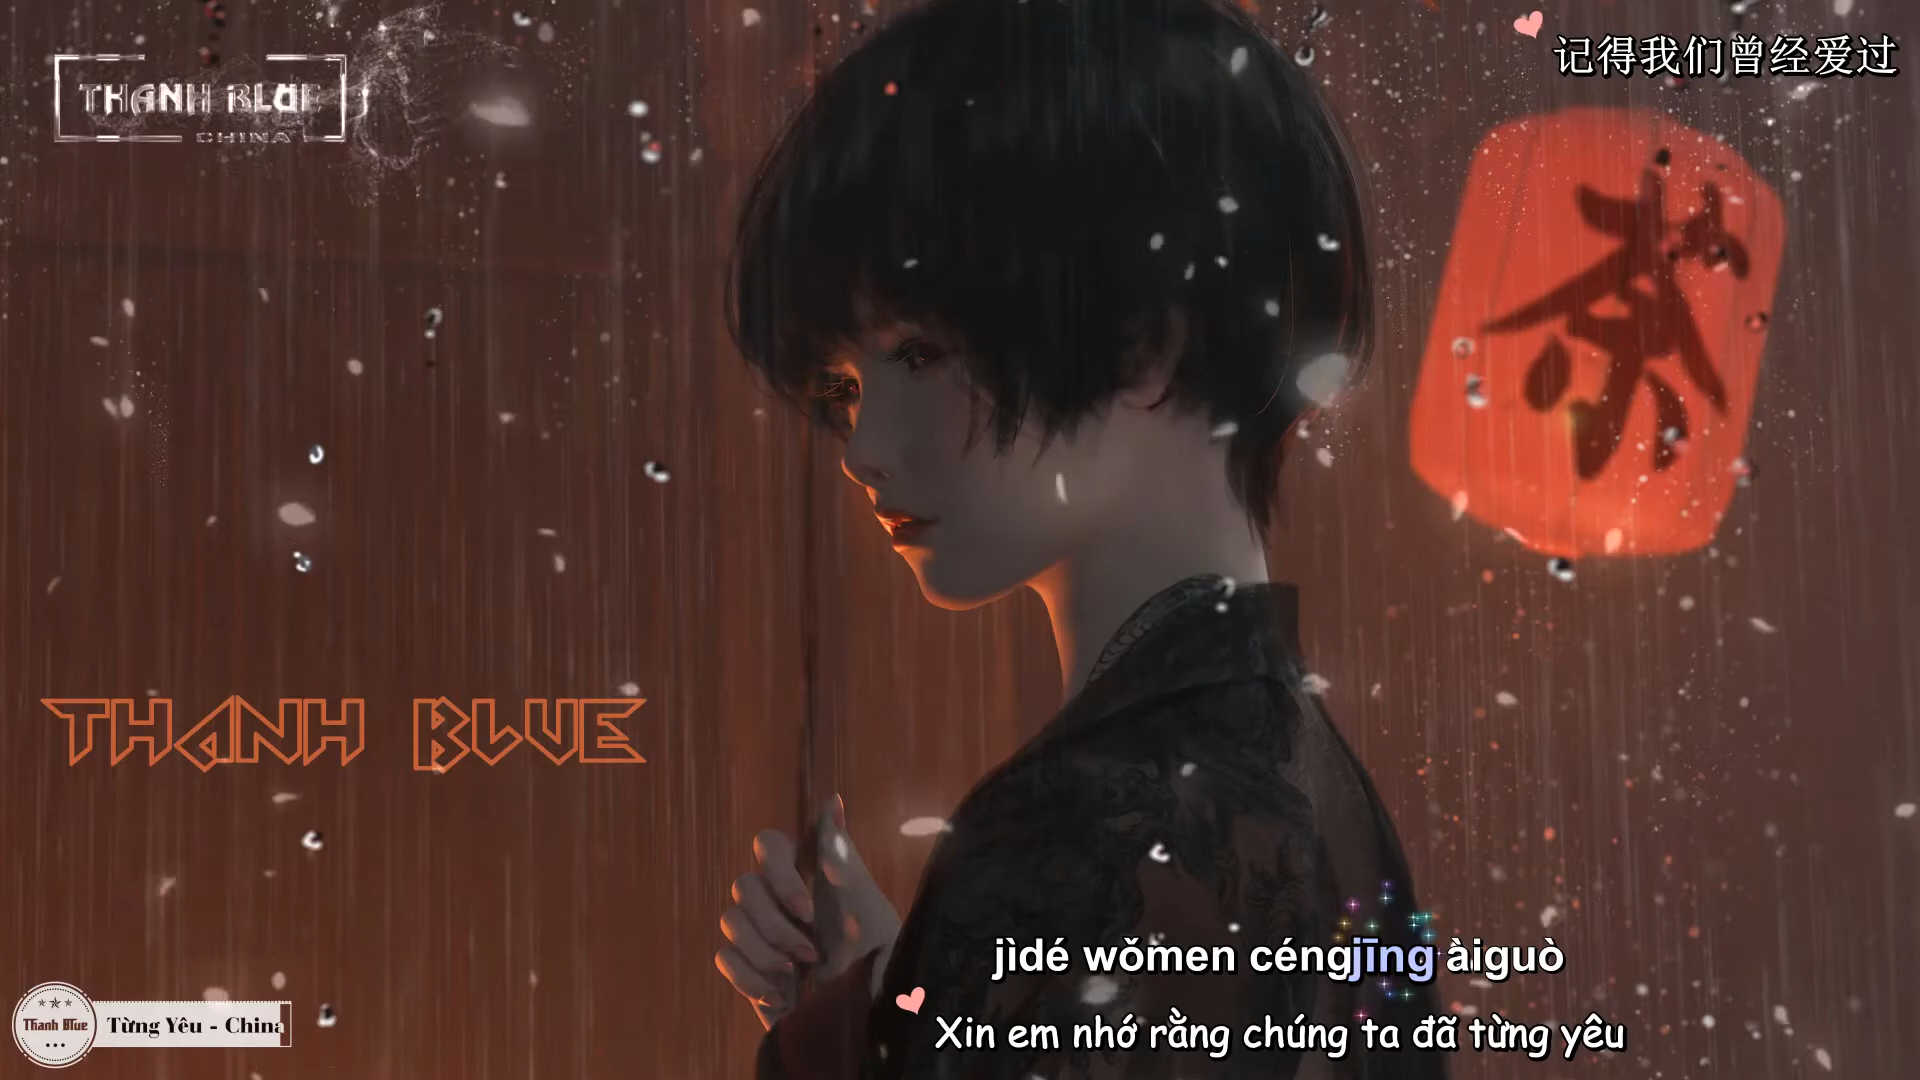 THANH BLUE
CHINA
记得我们曾经爱过
茶
THANH BLUE
jìdé wǒmen céngjīng àiguò
Xin em nhớ rằng chúng ta đã từng yêu
Thanh Blue
Từng Yêu - China